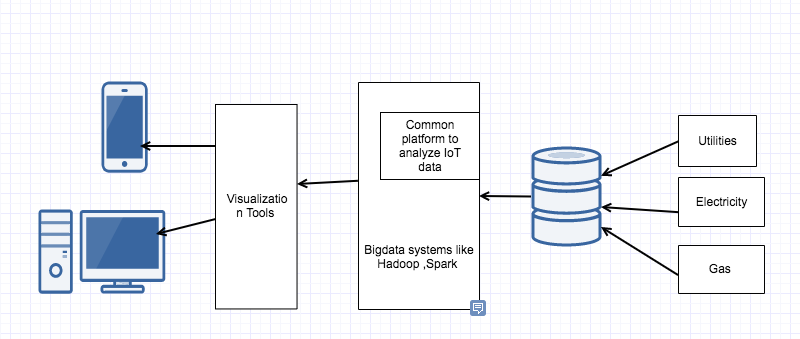 Common
platform to
analyze IoT
data
Visualizatio
n Tools
Bigdata systems like
Hadoop ,Spark
Utilities
Electricity
Gas